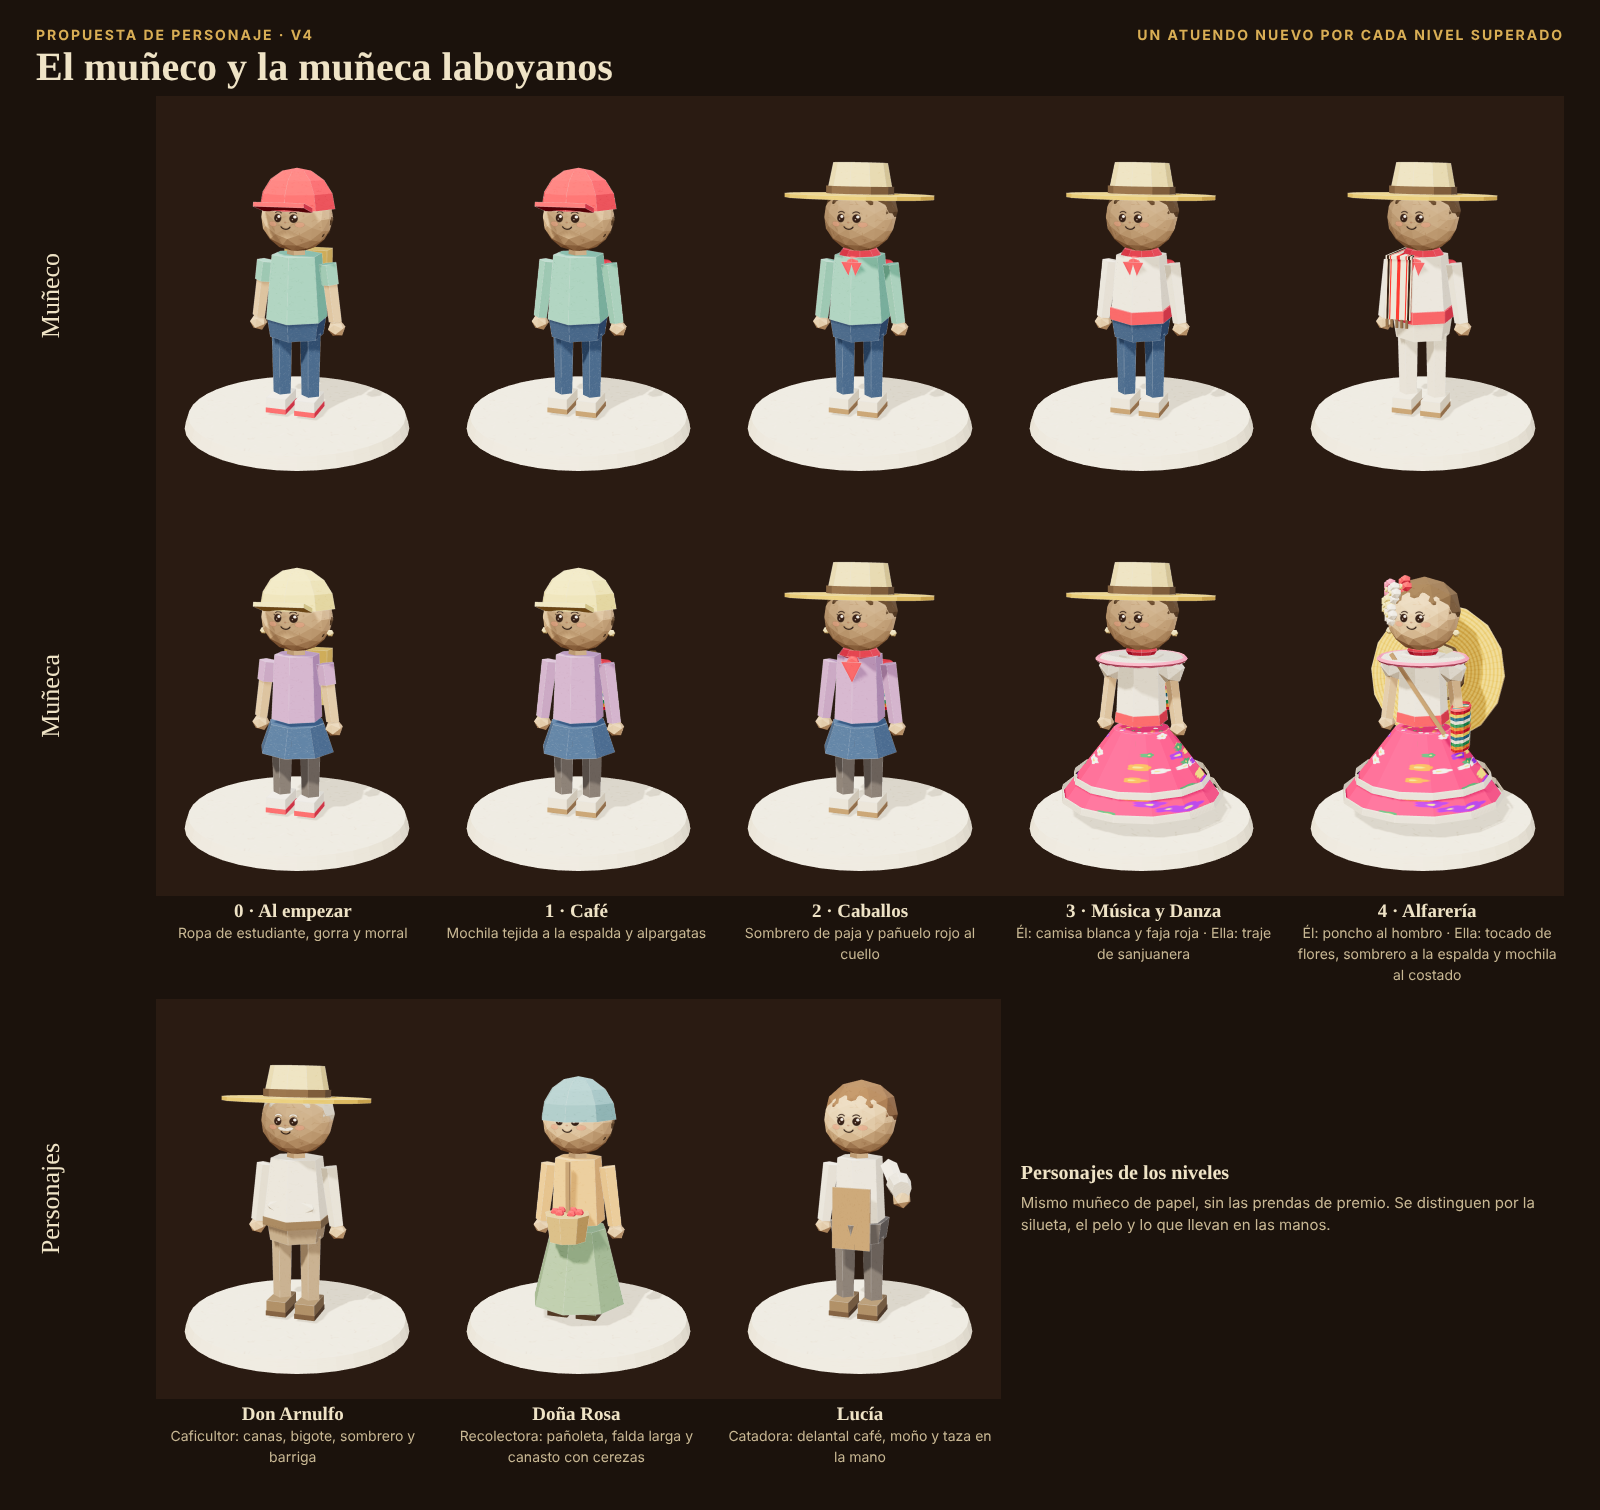 PROPUESTA DE PERSONAJE · V4
UN ATUENDO NUEVO POR CADA NIVEL SUPERADO
El muñeco y la muñeca laboyanos
Muñeco
Muñeca
0 · Al empezar
Ropa de estudiante, gorra y morral
1 · Café
Mochila tejida a la espalda y alpargatas
2 · Caballos
Sombrero de paja y pañuelo rojo al
cuello
3 · Música y Danza
Él: camisa blanca y faja roja · Ella: traje
de sanjuanera
4 · Alfarería
Él: poncho al hombro · Ella: tocado de
flores, sombrero a la espalda y mochila
al costado
Personajes
Personajes de los niveles
Mismo muñeco de papel, sin las prendas de premio. Se distinguen por la
silueta, el pelo y lo que llevan en las manos.
Don Arnulfo
Caficultor: canas, bigote, sombrero y
barriga
Doña Rosa
Recolectora: pañoleta, falda larga y
canasto con cerezas
Lucía
Catadora: delantal café, moño y taza en
la mano